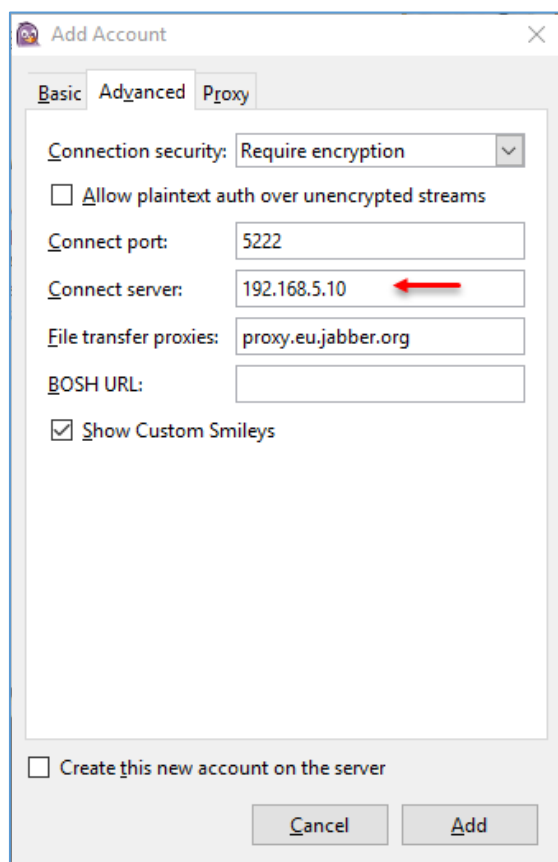 Add Account
Basic Advanced Proxy
Connection security: Require encryption
Allow plaintext auth over unencrypted streams
Connect port: 5222
Connect server: 192.168.5.10
File transfer proxies: proxy.eu.jabber.org
BOSH URL:
Show Custom Smileys
Create this new account on the server
Cancel Add